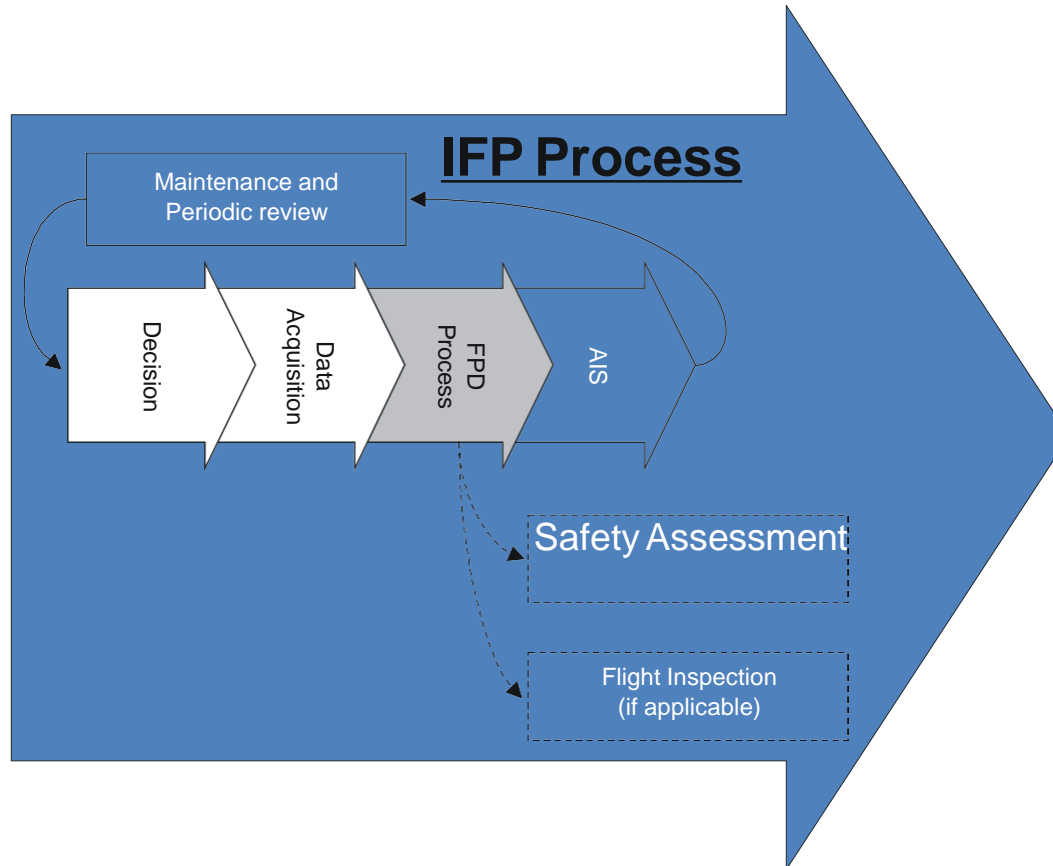 IFP Process
Maintenance and
Periodic review
Decision
Data
Acquisition
FPD
Process
AIS
Safety Assessment
Flight Inspection
(if applicable)